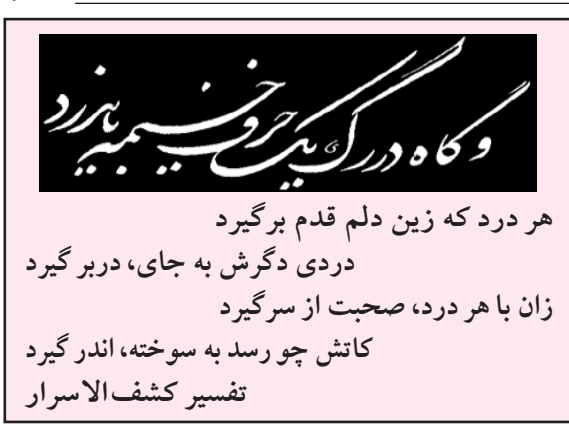 و گاه در رگ یک حرف خیمه باید زد
هر درد که زین دلم قدم برگیرد
دردی دگرش به جای، دربر گیرد
زان با هر درد، صحبت از سرگیرد
کاتش چو رسد به سوخته، اندر گیرد
تفسیر کشف‌الاسرار